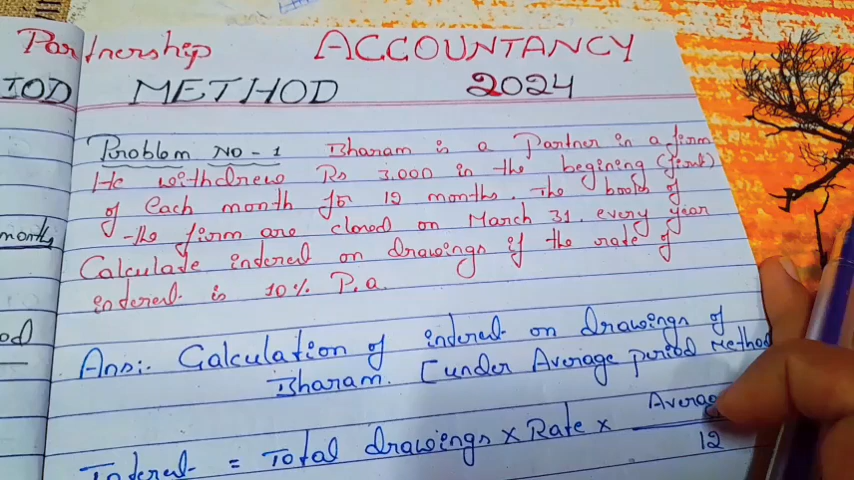 Partnership ACCOUNTANCY
IOD METHOD 2024
Problem NO - 1 Bharam is a Partner in a firm
He withdrew Rs 3.000 in the begining (first)
of each month for 12 months. The books of
month
the firm are closed on March 31. every year
Calculate interest on drawings if the rate of
interest is 10% P.a.
od
Ans:- Calculation of interest on drawings of
Bharam. [under Average period Method
Interest = Total drawings × Rate × Average
12